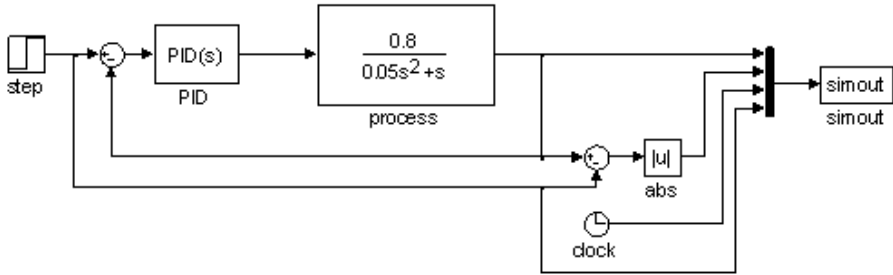 step
PID(s)
PID
0.8
0.05s²+s
process
|u|
abs
clock
simout
simout